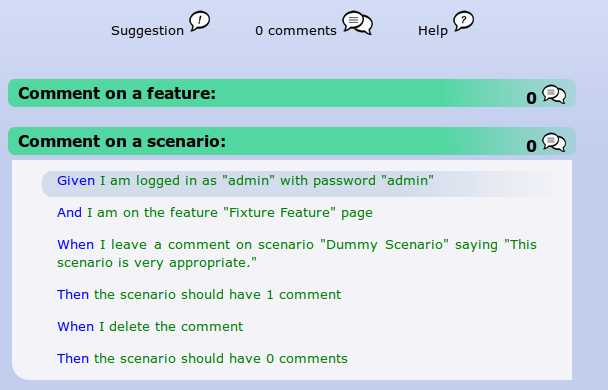 Suggestion ! 0 comments Help ?
Comment on a feature: 0
Comment on a scenario: 0
Given I am logged in as "admin" with password "admin"
And I am on the feature "Fixture Feature" page
When I leave a comment on scenario "Dummy Scenario" saying "This
scenario is very appropriate."
Then the scenario should have 1 comment
When I delete the comment
Then the scenario should have 0 comments